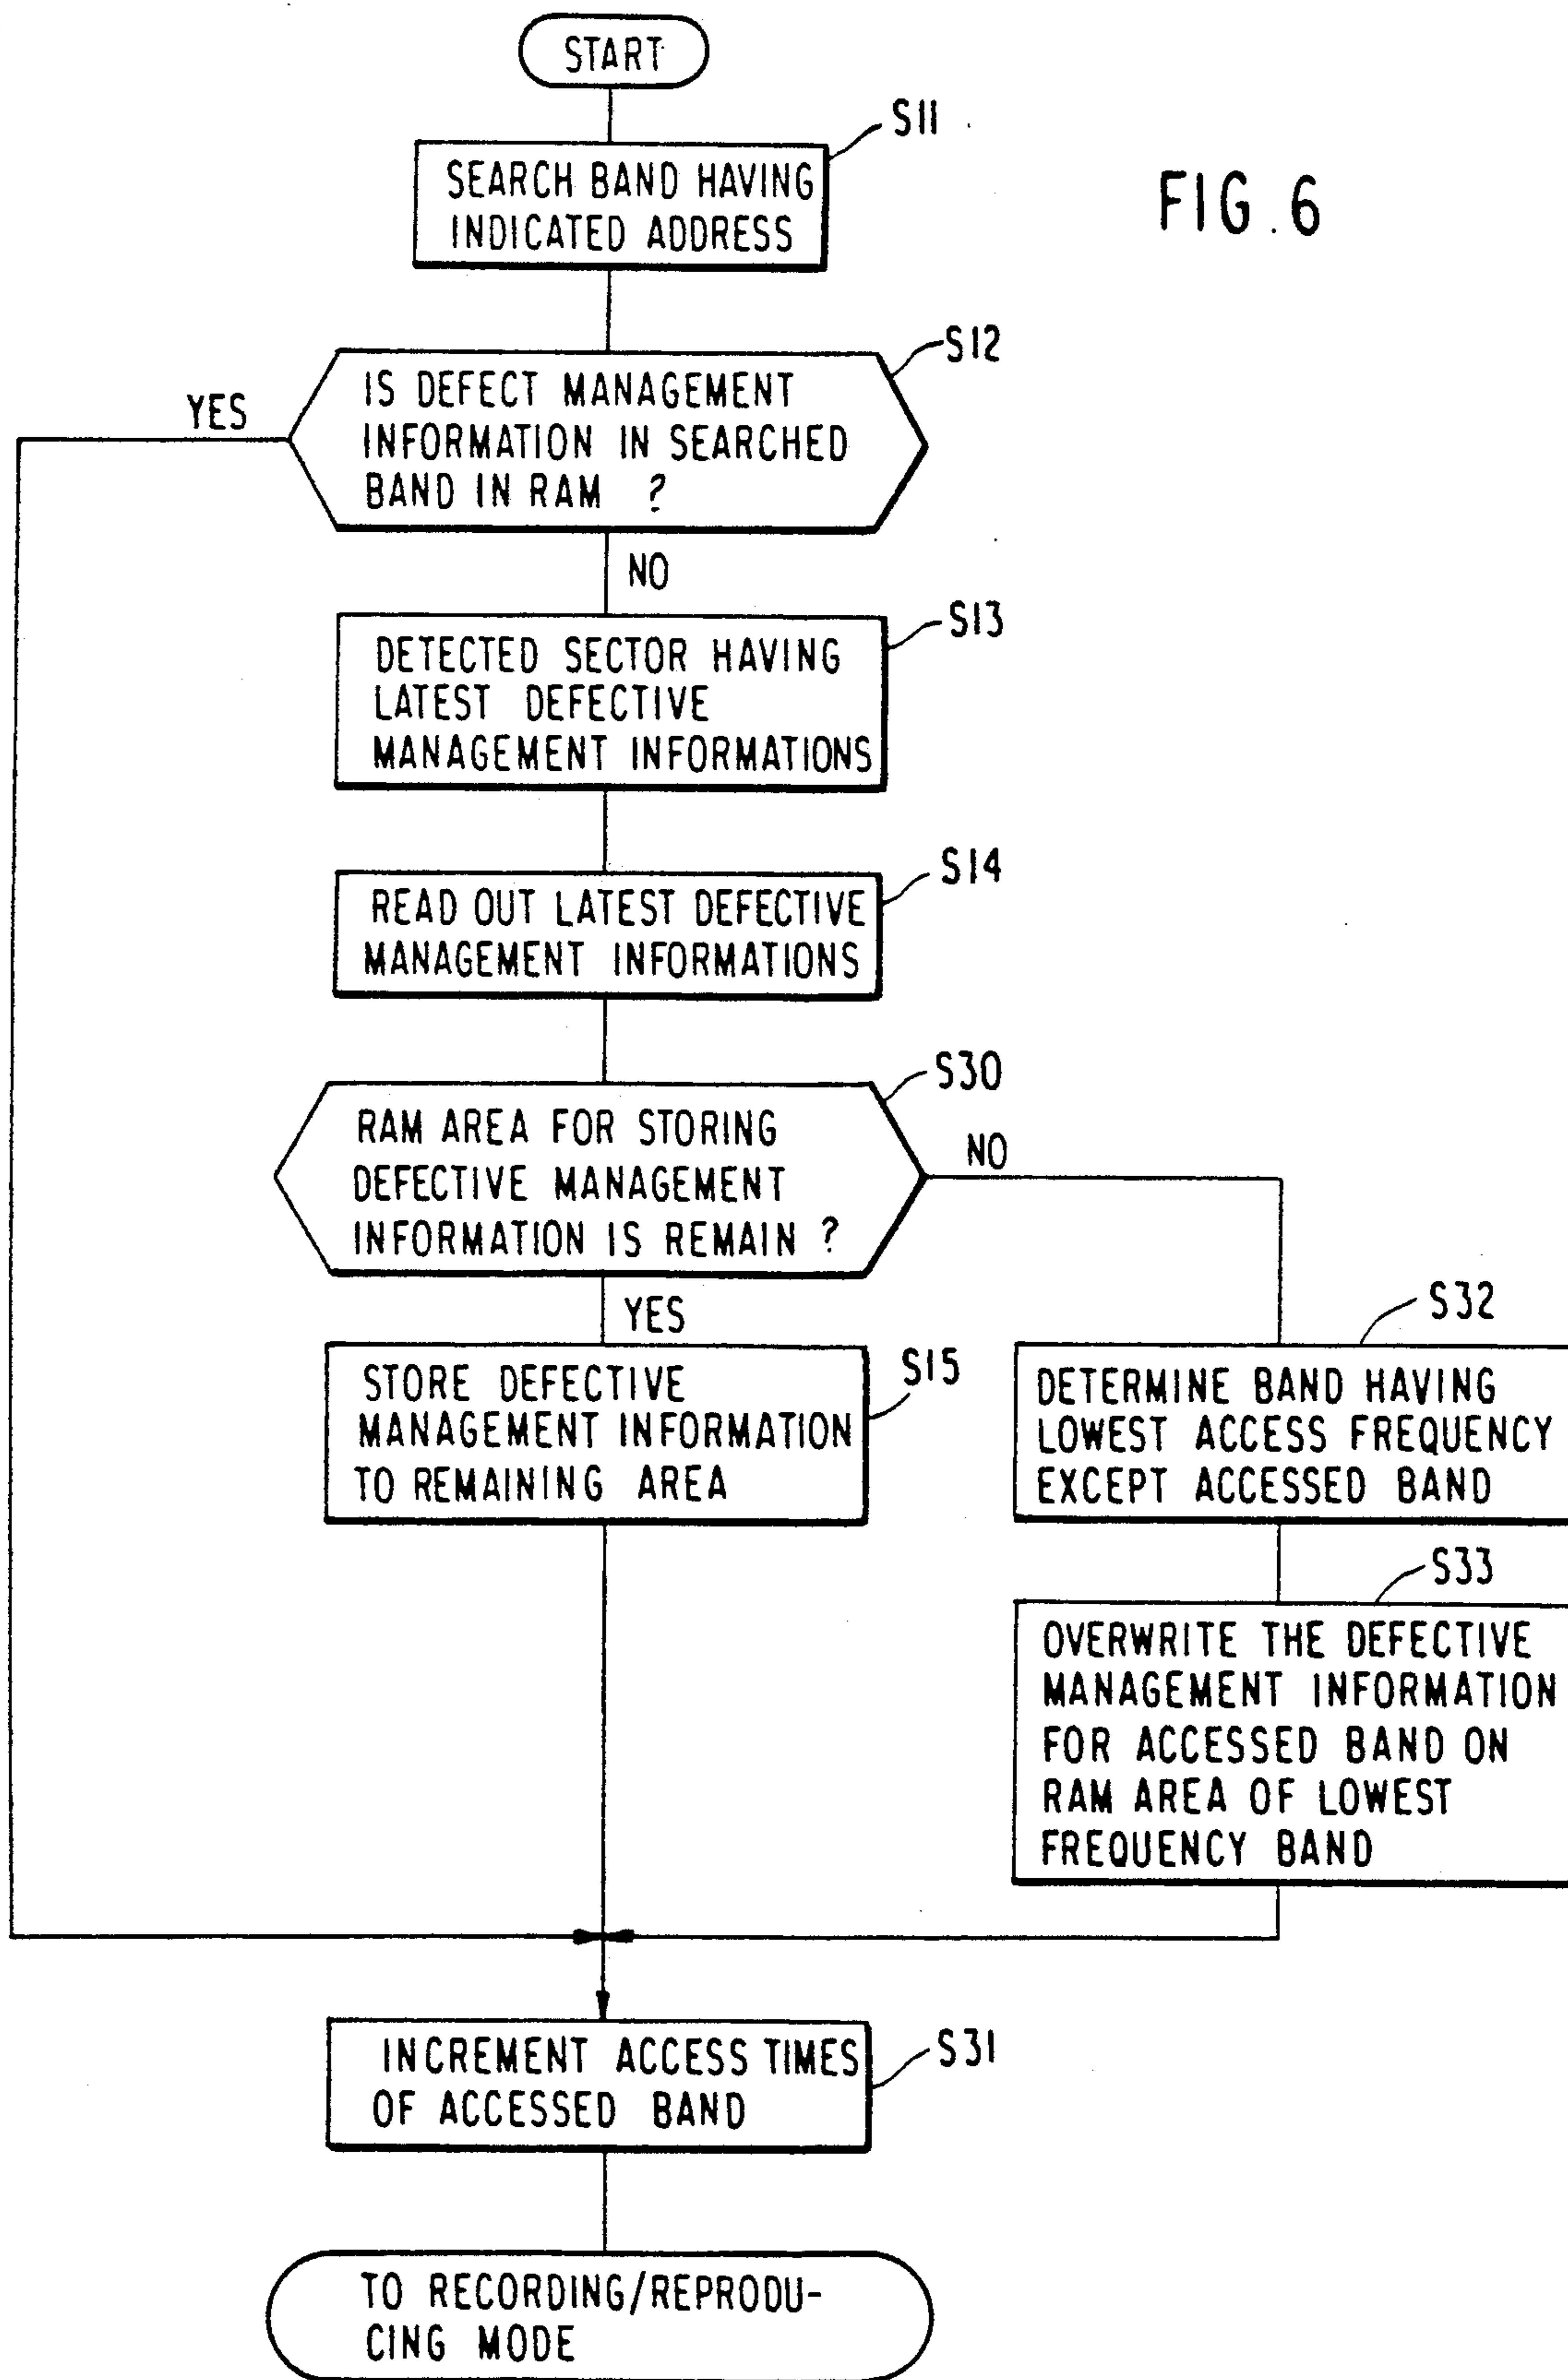 START
S11
SEARCH BAND HAVING
INDICATED ADDRESS
FIG. 6
S12
IS DEFECT MANAGEMENT
INFORMATION IN SEARCHED
BAND IN RAM ?
YES
NO
S13
DETECTED SECTOR HAVING
LATEST DEFECTIVE
MANAGEMENT INFORMATIONS
S14
READ OUT LATEST DEFECTIVE
MANAGEMENT INFORMATIONS
S30
RAM AREA FOR STORING
DEFECTIVE MANAGEMENT
INFORMATION IS REMAIN ?
NO
YES
S15
STORE DEFECTIVE
MANAGEMENT INFORMATION
TO REMAINING AREA
S32
DETERMINE BAND HAVING
LOWEST ACCESS FREQUENCY
EXCEPT ACCESSED BAND
S33
OVERWRITE THE DEFECTIVE
MANAGEMENT INFORMATION
FOR ACCESSED BAND ON
RAM AREA OF LOWEST
FREQUENCY BAND
S31
INCREMENT ACCESS TIMES
OF ACCESSED BAND
TO RECORDING/REPRODU-
CING MODE